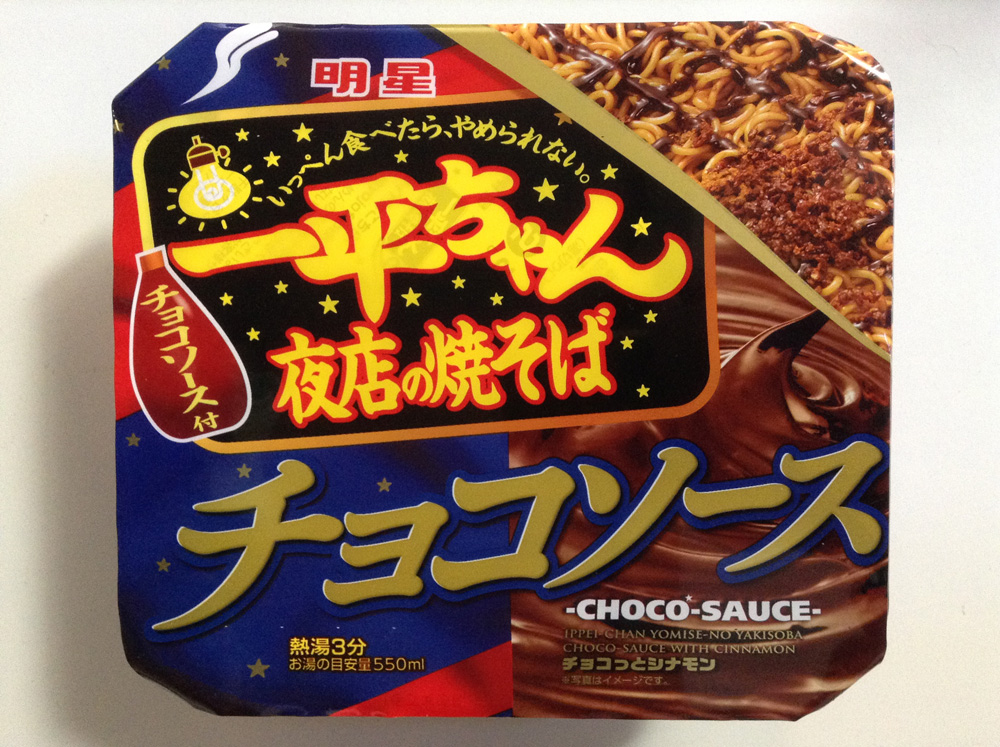 明星
いっぺん食べたら、やめられない。
一平ちゃん
夜店の焼そば
チョコソース付
チョコソース
-CHOCO-SAUCE-
IPPEI-CHAN YOMISE-NO YAKISOBA
CHOCO-SAUCE WITH CINNAMON
チョコっとシナモン
※写真はイメージです。
熱湯3分
お湯の目安量550ml